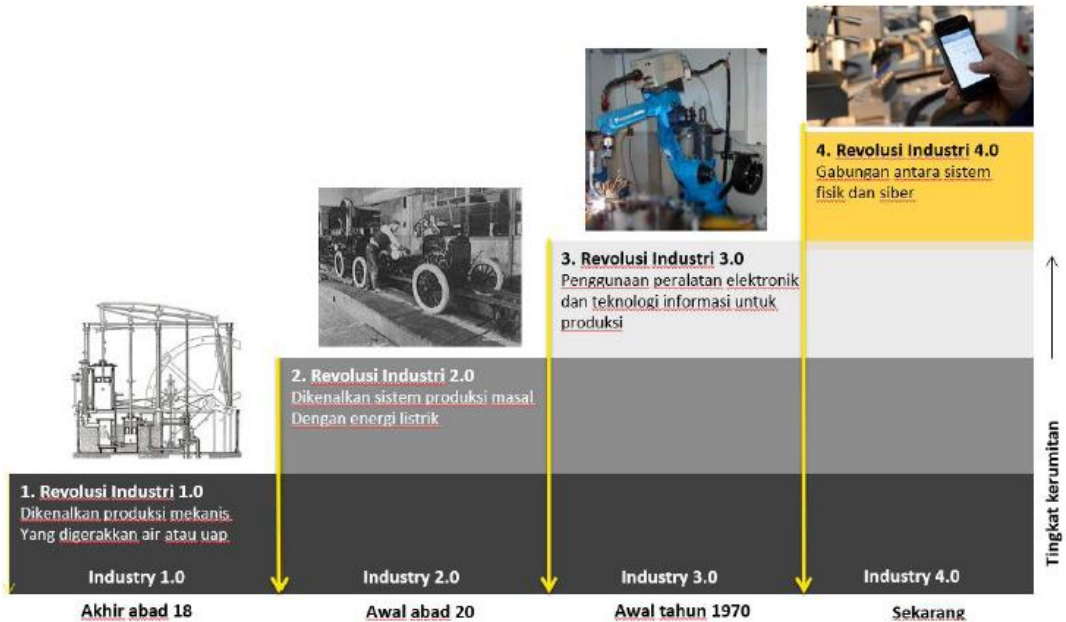 4. Revolusi Industri 4.0
Gabungan antara sistem
fisik dan siber
3. Revolusi Industri 3.0
Penggunaan peralatan elektronik
dan teknologi informasi untuk
produksi
2. Revolusi Industri 2.0
Dikenalkan sistem produksi masal
Dengan energi listrik
1. Revolusi Industri 1.0
Dikenalkan produksi mekanis
Yang digerakkan air atau uap
Tingkat kerumitan
Industry 1.0
Industry 2.0
Industry 3.0
Industry 4.0
Akhir abad 18
Awal abad 20
Awal tahun 1970
Sekarang